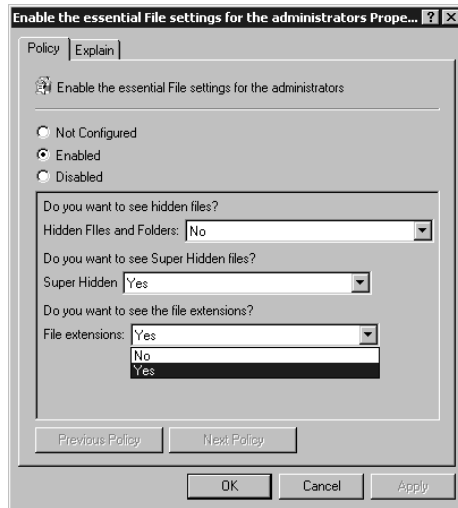 Enable the essential File settings for the administrators Prope... ? X
Policy Explain
Enable the essential File settings for the administrators
Not Configured
Enabled
Disabled
Do you want to see hidden files?
Hidden FIles and Folders: No
Do you want to see Super Hidden files?
Super Hidden Yes
Do you want to see the file extensions?
File extensions: Yes
No
Yes
Previous Policy Next Policy
OK Cancel Apply